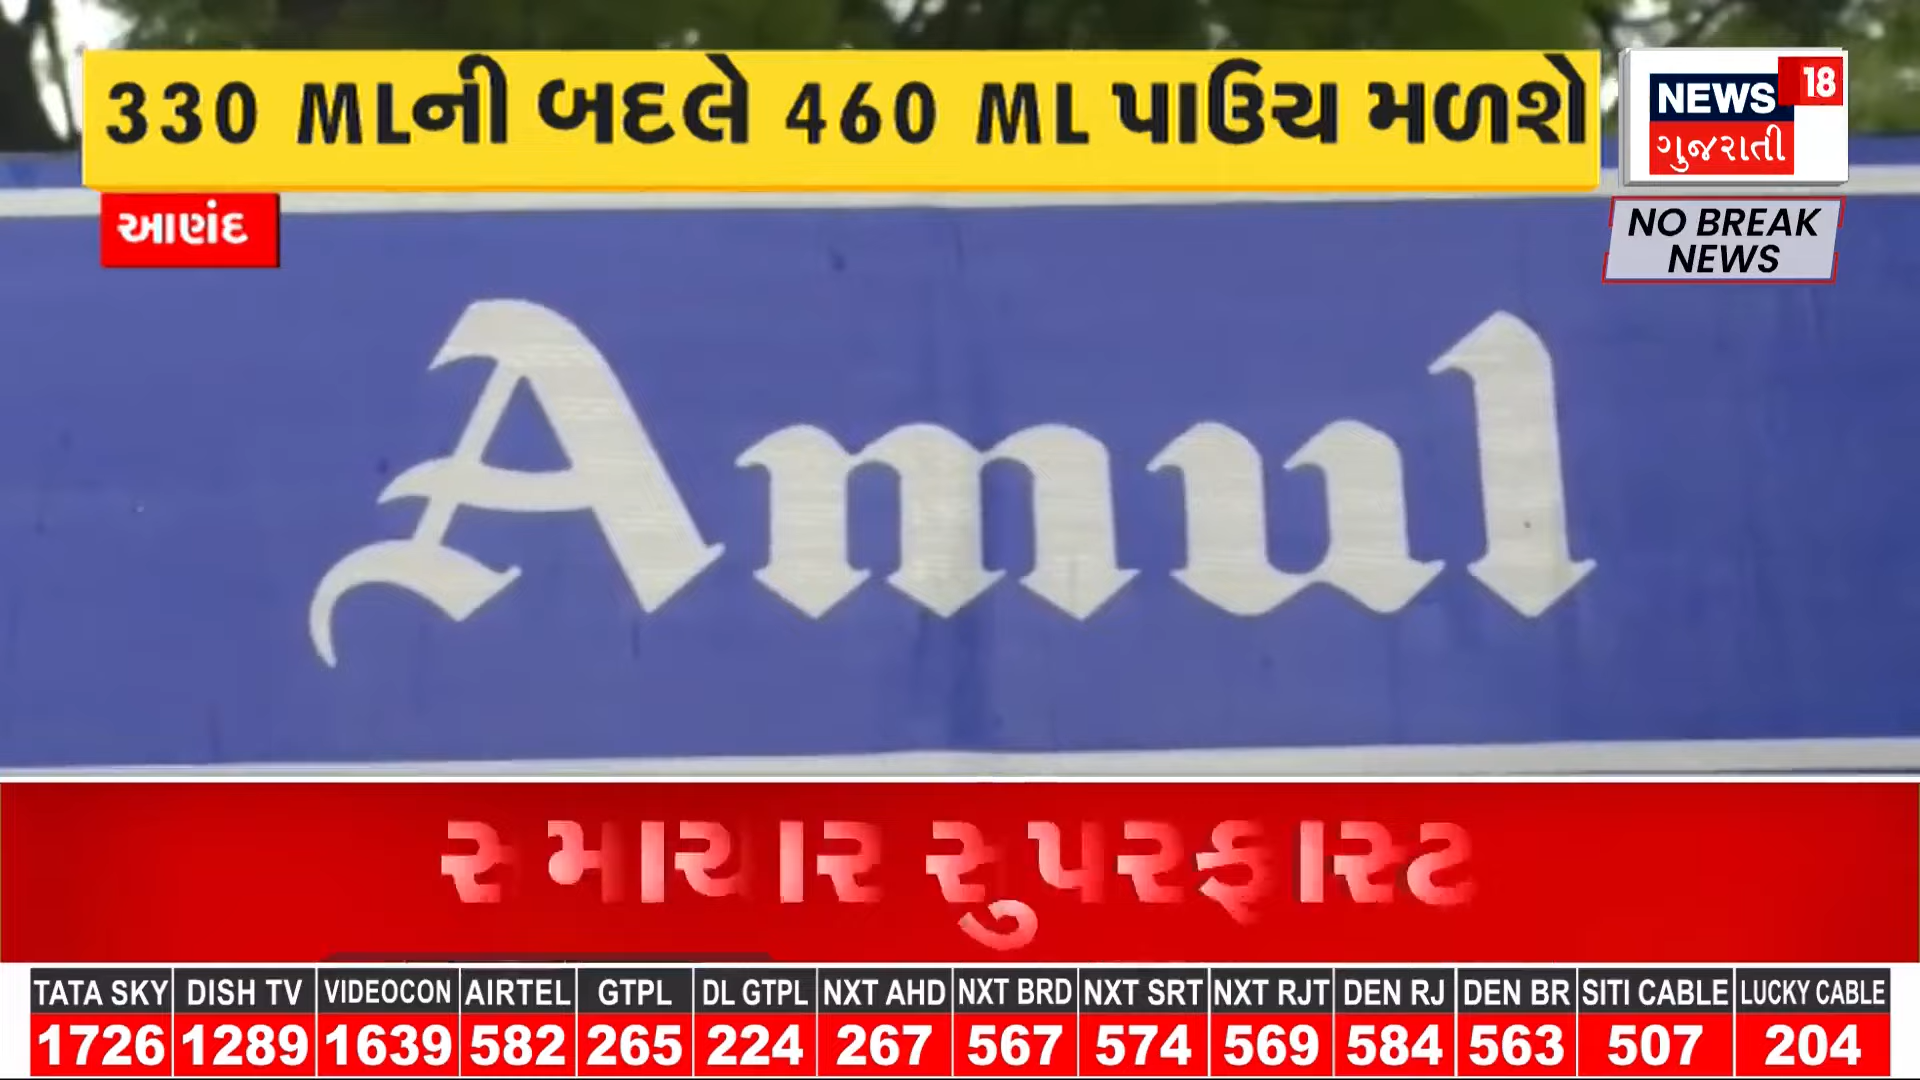 330 MLની બદલે 460 ML પાઉચ મળશે
NEWS 18
ગુજરાતી
આણંદ
NO BREAK
NEWS
Amul
સમાચાર સુપરફાસ્ટ
TATA SKY DISH TV VIDEOCON AIRTEL GTPL DL GTPL NXT AHD NXT BRD NXT SRT NXT RJT DEN RJ DEN BR SITI CABLE LUCKY CABLE
1726 1289 1639 582 265 224 267 567 574 569 584 563 507 204